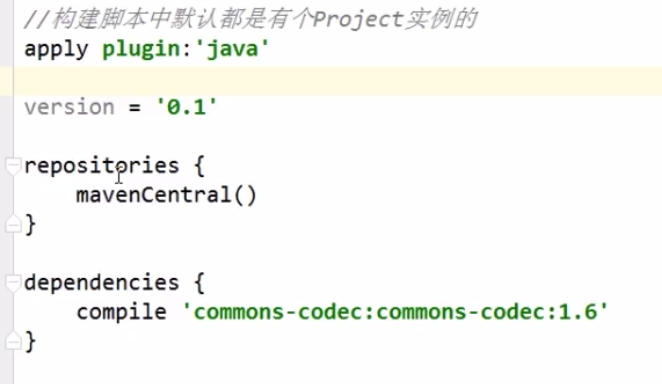 //构建脚本中默认都是有个Project实例的
apply plugin:'java'
version = '0.1'
repositories {
mavenCentral()
}
dependencies {
compile 'commons-codec:commons-codec:1.6'
}